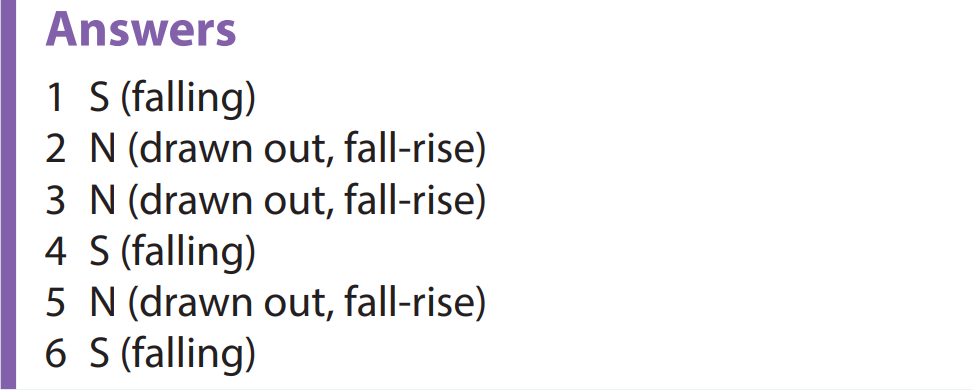 Answers
1 S (falling)
2 N (drawn out, fall-rise)
3 N (drawn out, fall-rise)
4 S (falling)
5 N (drawn out, fall-rise)
6 S (falling)